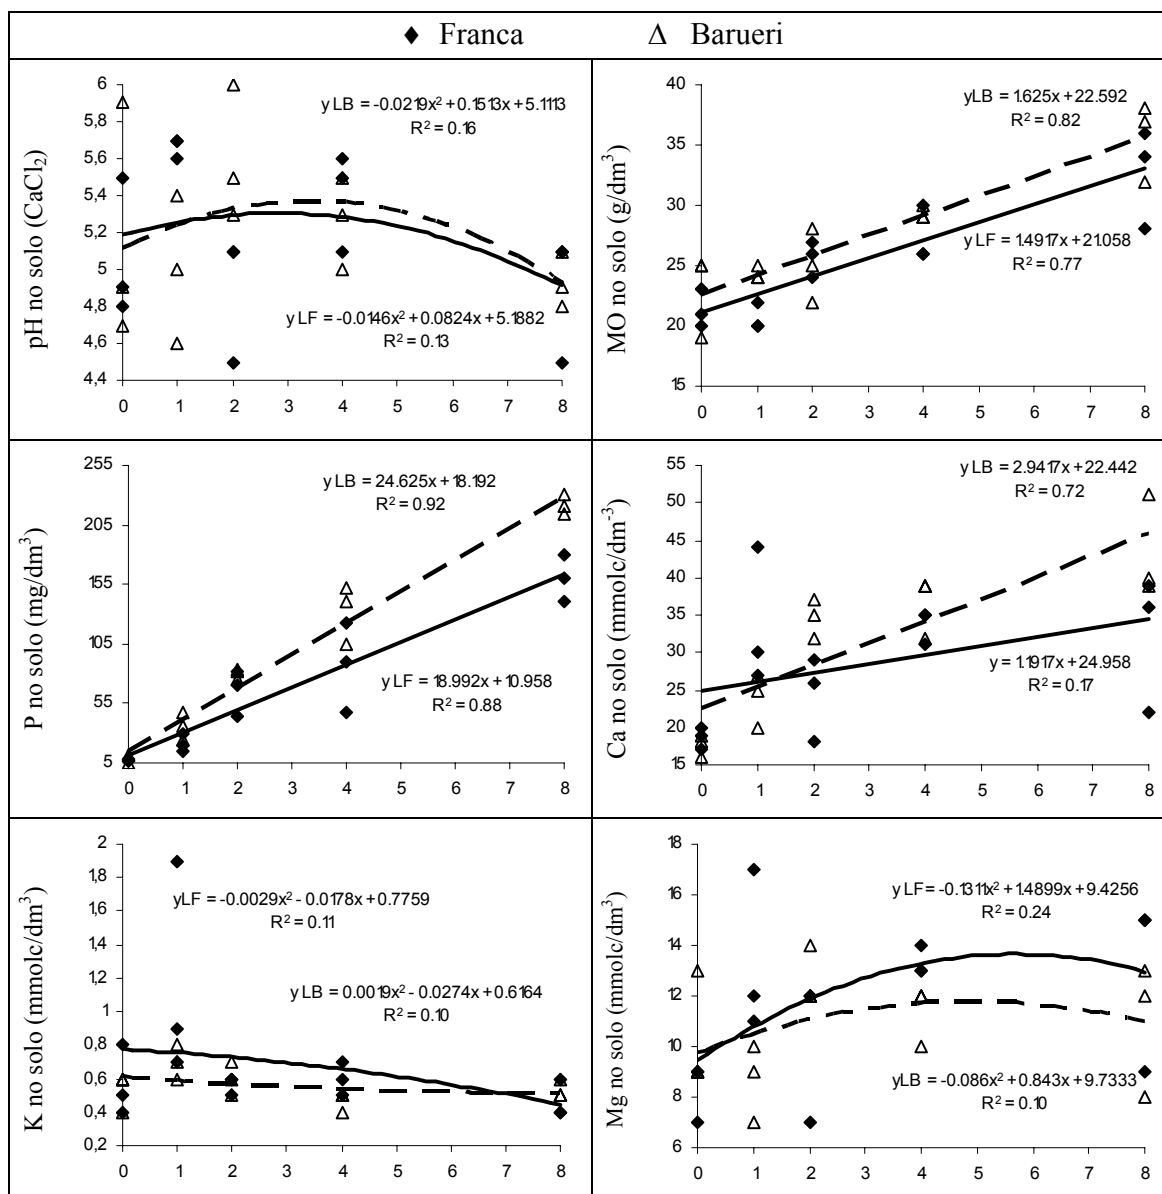 ♦ Franca Δ Barueri
pH no solo (CaCl₂)
6
5,8
5,6
5,4
5,2
5
4,8
4,6
4,4
0 1 2 3 4 5 6 7 8
y LB = -0.0219x² + 0.1513x + 5.1113
R² = 0.16
y LF = -0.0146x² + 0.0824x + 5.1882
R² = 0.13
MO no solo (g/dm³)
40
35
30
25
20
15
0 1 2 3 4 5 6 7 8
yLB = 1.625x + 22.592
R² = 0.82
y LF = 1.4917x + 21.058
R² = 0.77
P no solo (mg/dm³)
255
205
155
105
55
5
0 1 2 3 4 5 6 7 8
y LB = 24.625x + 18.192
R² = 0.92
yLF = 18.992x + 10.958
R² = 0.88
Ca no solo (mmolc/dm⁻³)
55
50
45
40
35
30
25
20
15
0 1 2 3 4 5 6 7 8
y LB = 2.9417x + 22.442
R² = 0.72
y = 1.1917x + 24.958
R² = 0.17
K no solo (mmolc/dm³)
2
1,8
1,6
1,4
1,2
1
0,8
0,6
0,4
0,2
0 1 2 3 4 5 6 7 8
yLF = -0.0029x² - 0.0178x + 0.7759
R² = 0.11
y LB = 0.0019x² - 0.0274x + 0.6164
R² = 0.10
Mg no solo (mmolc/dm³)
18
16
14
12
10
8
6
0 1 2 3 4 5 6 7 8
y LF = -0.1311x² + 1.4899x + 9.4256
R² = 0.24
yLB = -0.086x² + 0.843x + 9.7333
R² = 0.10